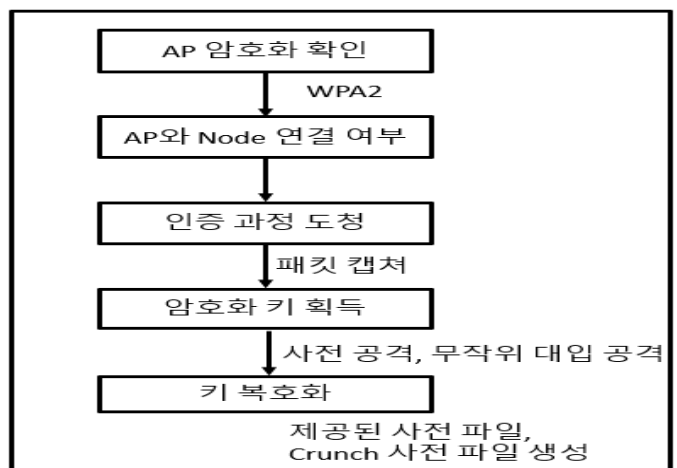 AP 암호화 확인
WPA2
AP와 Node 연결 여부
인증 과정 도청
패킷 캡쳐
암호화 키 획득
사전 공격, 무작위 대입 공격
키 복호화
제공된 사전 파일,
Crunch 사전 파일 생성